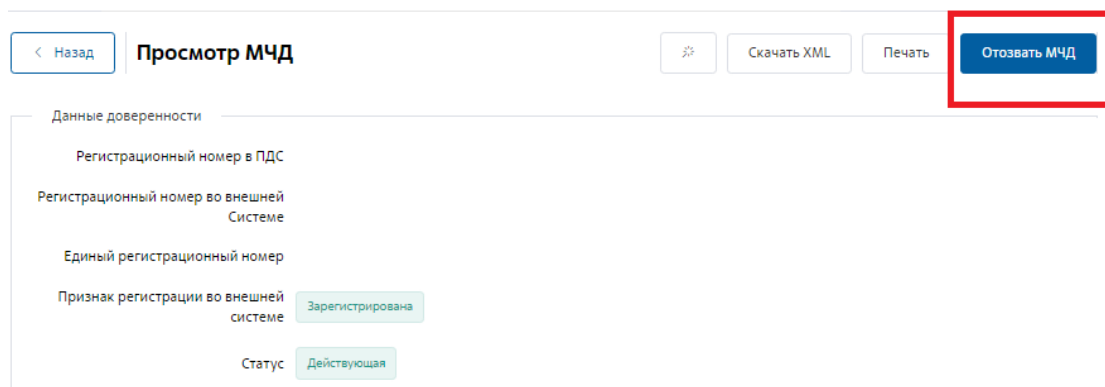 Назад
Просмотр МЧД
Скачать XML
Печать
Отозвать МЧД
Данные доверенности
Регистрационный номер в ПДС
Регистрационный номер во внешней
Системе
Единый регистрационный номер
Признак регистрации во внешней
системе
Зарегистрирована
Статус
Действующая